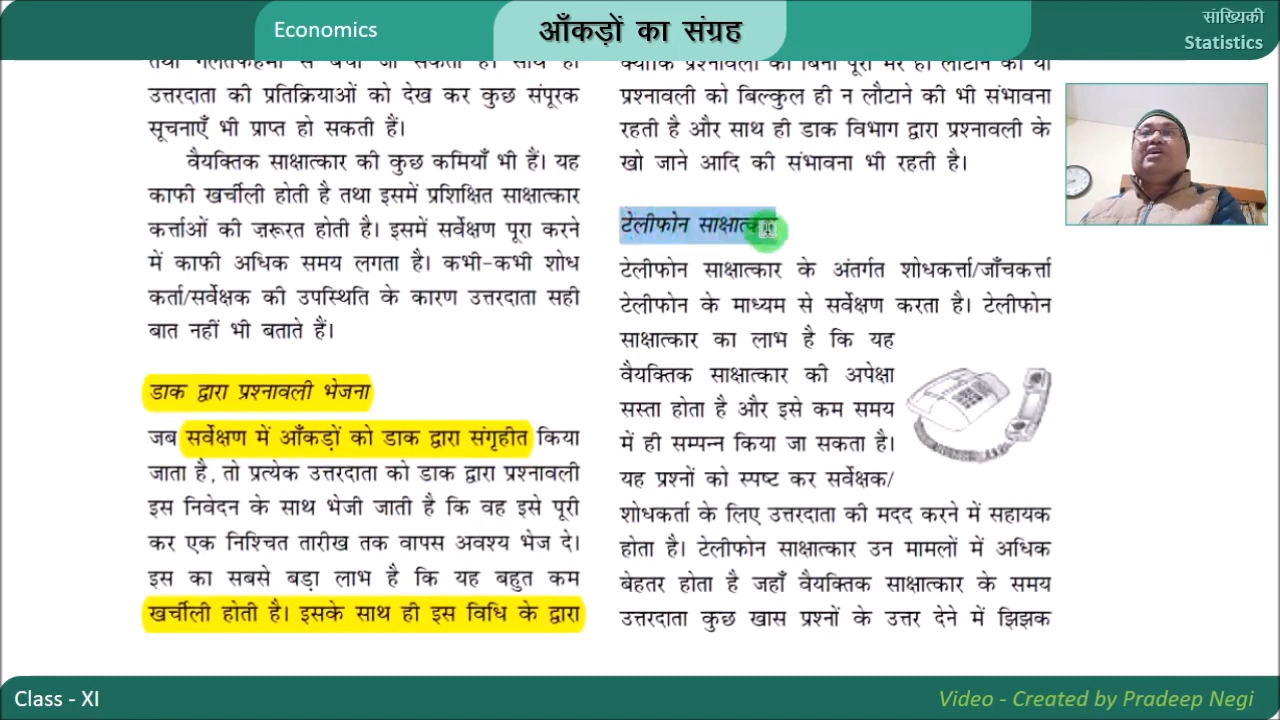 Economics
आँकड़ों का संग्रह
सांख्यिकी
Statistics
उत्तरदाता की प्रतिक्रियाओं को देख कर कुछ संपूरक
सूचनाएँ भी प्राप्त हो सकती हैं।
वैयक्तिक साक्षात्कार की कुछ कमियाँ भी हैं। यह
काफी खर्चीली होती है तथा इसमें प्रशिक्षित साक्षात्कार
कर्त्ताओं की ज़रूरत होती है। इसमें सर्वेक्षण पूरा करने
में काफी अधिक समय लगता है। कभी-कभी शोध
कर्ता/सर्वेक्षक की उपस्थिति के कारण उत्तरदाता सही
बात नहीं भी बताते हैं।
डाक द्वारा प्रश्नावली भेजना
जब सर्वेक्षण में आँकड़ों को डाक द्वारा संगृहीत किया
जाता है, तो प्रत्येक उत्तरदाता को डाक द्वारा प्रश्नावली
इस निवेदन के साथ भेजी जाती है कि वह इसे पूरी
कर एक निश्चित तारीख तक वापस अवश्य भेज दे।
इस का सबसे बड़ा लाभ है कि यह बहुत कम
खर्चीली होती है। इसके साथ ही इस विधि के द्वारा
प्रश्नावली को बिल्कुल ही न लौटाने की भी संभावना
रहती है और साथ ही डाक विभाग द्वारा प्रश्नावली के
खो जाने आदि की संभावना भी रहती है।
टेलीफोन साक्षात्कार
टेलीफोन साक्षात्कार के अंतर्गत शोधकर्त्ता/जाँचकर्त्ता
टेलीफोन के माध्यम से सर्वेक्षण करता है। टेलीफोन
साक्षात्कार का लाभ है कि यह
वैयक्तिक साक्षात्कार की अपेक्षा
सस्ता होता है और इसे कम समय
में ही सम्पन्न किया जा सकता है।
यह प्रश्नों को स्पष्ट कर सर्वेक्षक/
शोधकर्ता के लिए उत्तरदाता की मदद करने में सहायक
होता है। टेलीफोन साक्षात्कार उन मामलों में अधिक
बेहतर होता है जहाँ वैयक्तिक साक्षात्कार के समय
उत्तरदाता कुछ खास प्रश्नों के उत्तर देने में झिझक
Class - XI
Video - Created by Pradeep Negi